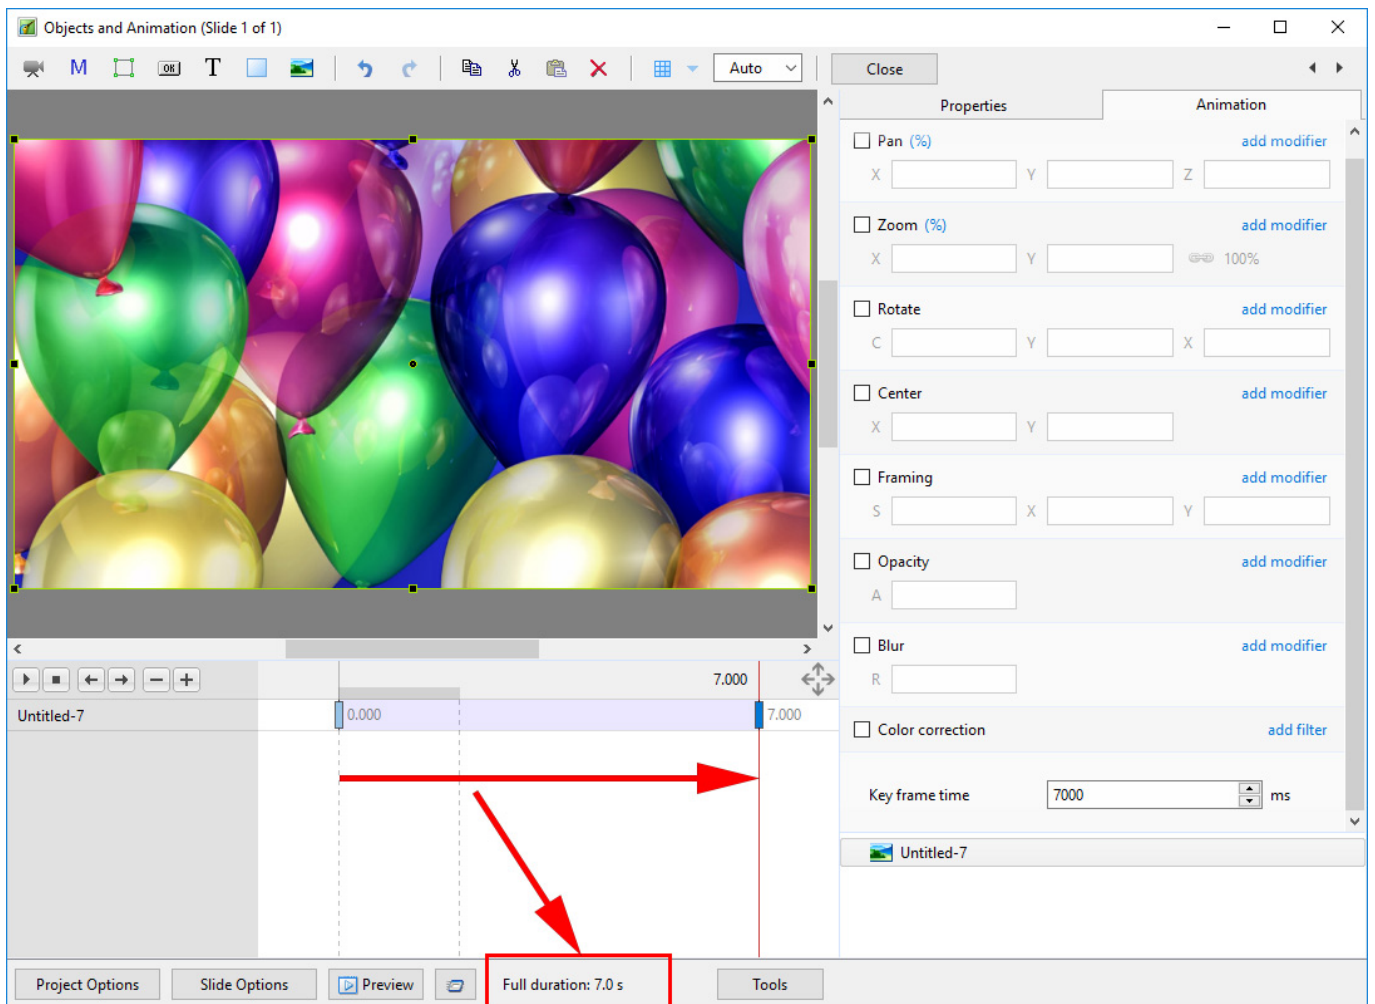 Objects and Animation (Slide 1 of 1)
M OK T Auto Close
Properties Animation
Pan (%) add modifier
X Y Z
Zoom (%) add modifier
X Y 100%
Rotate add modifier
C Y X
Center add modifier
X Y
Framing add modifier
S X Y
Opacity add modifier
A
Blur add modifier
7.000 R
Untitled-7 0.000 7.000
Color correction add filter
Key frame time 7000 ms
Untitled-7
Project Options Slide Options Preview Full duration: 7.0 s Tools